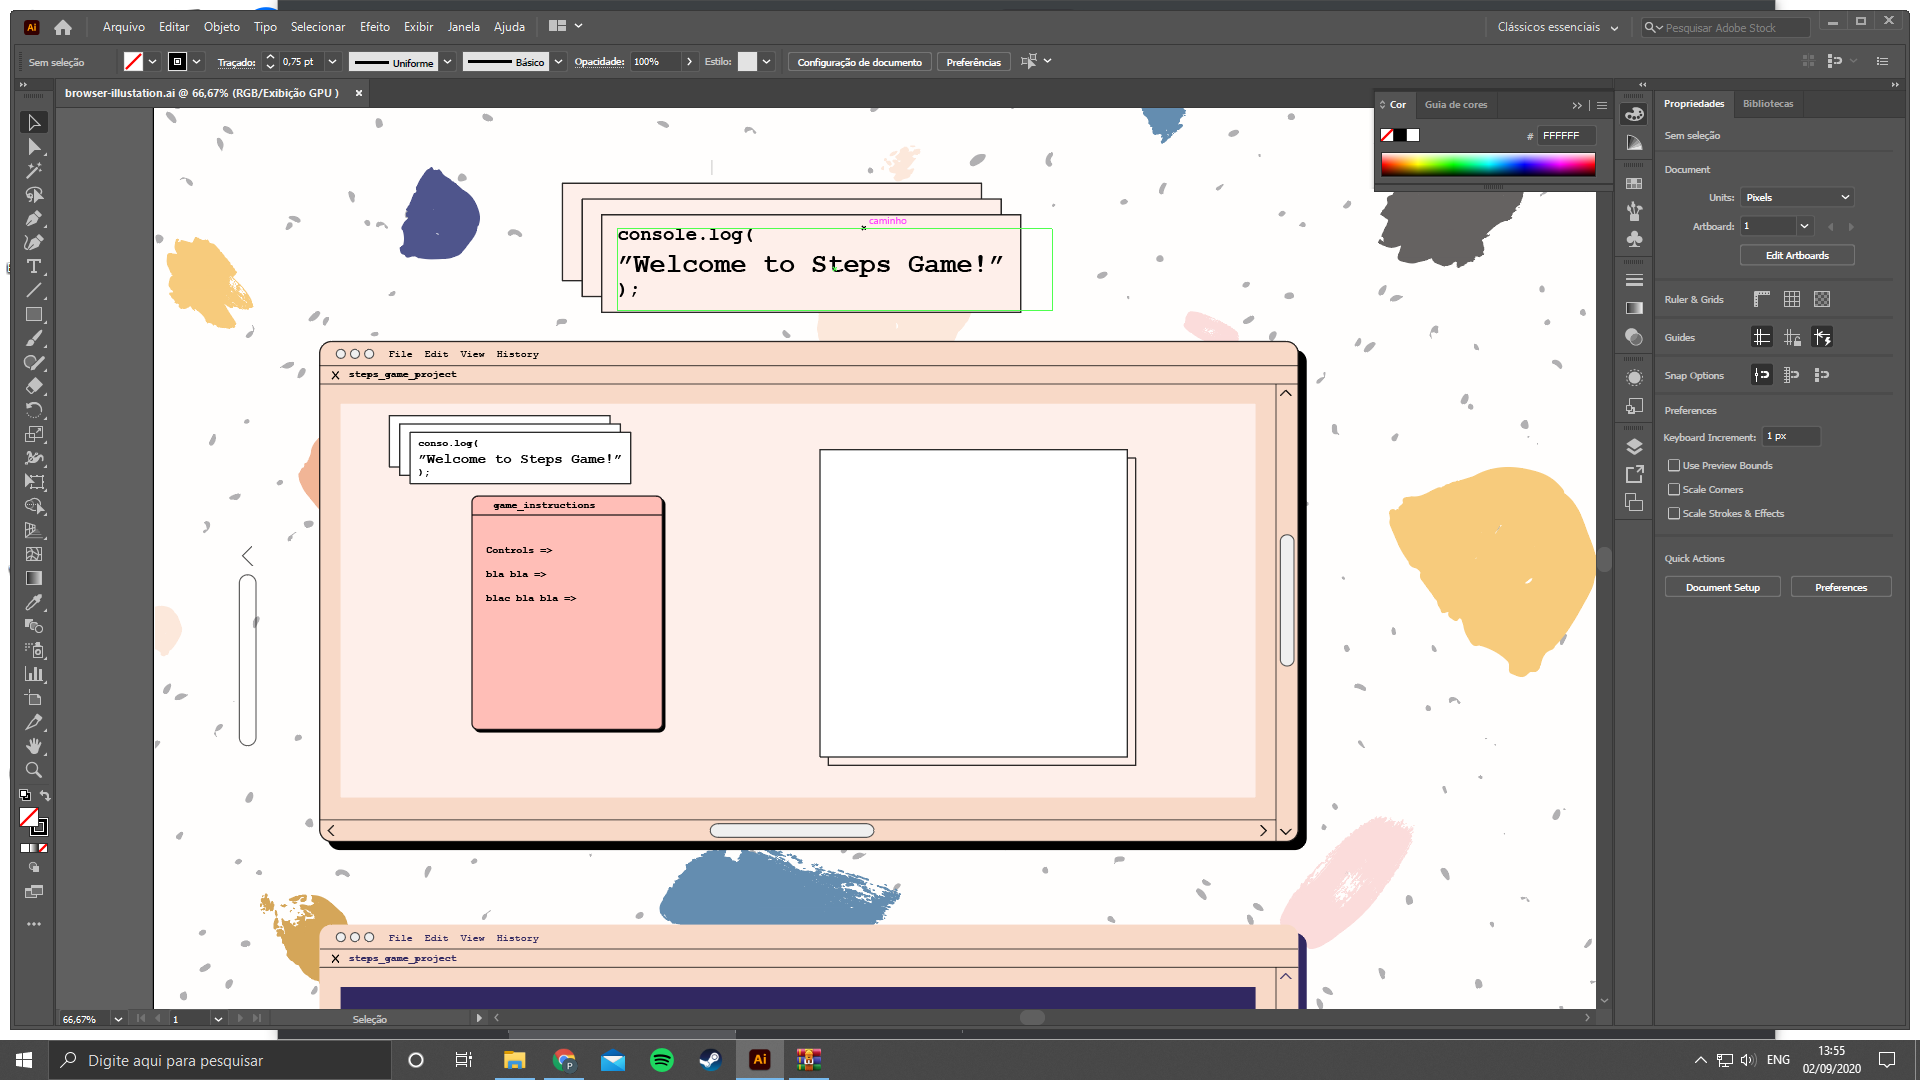 Ai Arquivo Editar Objeto Tipo Selecionar Efeito Exibir Janela Ajuda Clássicos essenciais Pesquisar Adobe Stock
Sem seleção Traçado: 0,75 pt Uniforme Básico Opacidade: 100% Estilo: Configuração de documento Preferências
browser-illustation.ai @ 66,67% (RGB/Exibição GPU ) ×
Cor Guia de cores
# FFFFFF
Propriedades Bibliotecas
Sem seleção
Document
Units: Pixels
Artboard: 1
Edit Artboards
Ruler & Grids
Guides
Snap Options
Preferences
Keyboard Increment: 1 px
Use Preview Bounds
Scale Corners
Scale Strokes & Effects
Quick Actions
Document Setup Preferences
caminho
console.log(
"Welcome to Steps Game!"
);
File Edit View History
X steps_game_project
conso.log(
"Welcome to Steps Game!"
);
game_instructions
Controls =>
bla bla =>
blac bla bla =>
File Edit View History
X steps_game_project
66,67% 1 Seleção
Digite aqui para pesquisar
P
Ai
ENG
13:55
02/09/2020